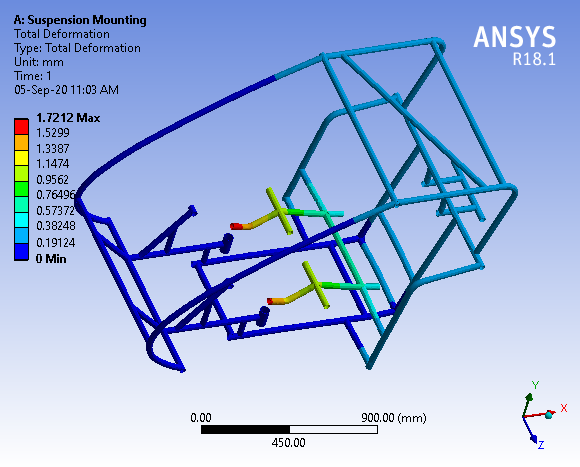 A: Suspension Mounting
Total Deformation
Type: Total Deformation
Unit: mm
Time: 1
05-Sep-20 11:03 AM
ANSYS
R18.1
1.7212 Max
1.5299
1.3387
1.1474
0.9562
0.76496
0.57372
0.38248
0.19124
0 Min
0.00
900.00 (mm)
450.00
Y
X
Z